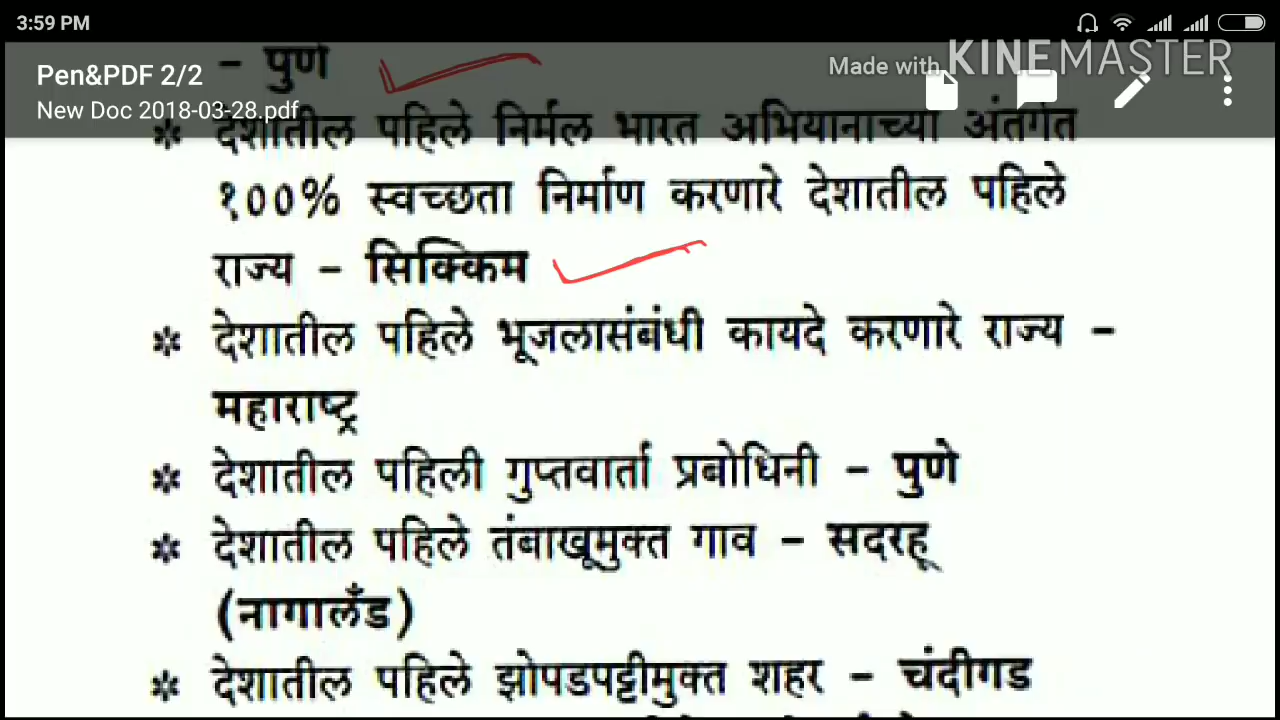 3:59 PM
- पुणे
Pen&PDF 2/2
Made with KINEMASTER
New Doc 2018-03-28.pdf
* देशातील पहिले निर्मल भारत अभियानाच्या अंतर्गत
१००% स्वच्छता निर्माण करणारे देशातील पहिले
राज्य - सिक्किम
* देशातील पहिले भूजलासंबंधी कायदे करणारे राज्य -
महाराष्ट्र
* देशातील पहिली गुप्तवार्ता प्रबोधिनी - पुणे
* देशातील पहिले तंबाखूमुक्त गाव - सदरहू
(नागालँड)
* देशातील पहिले झोपडपट्टीमुक्त शहर - चंदीगड